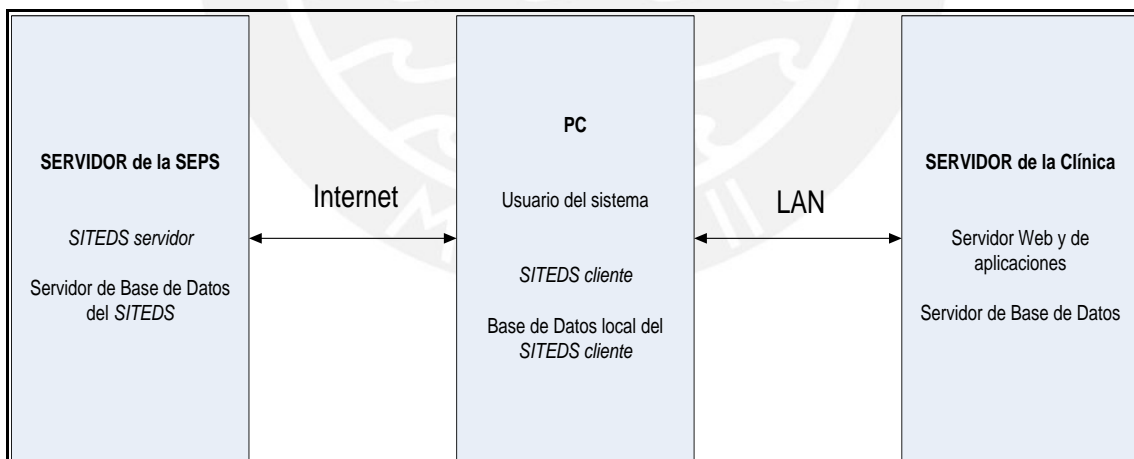 SERVIDOR de la SEPS
SITEDS servidor
Servidor de Base de Datos
del SITEDS
Internet
PC
Usuario del sistema
SITEDS cliente
Base de Datos local del
SITEDS cliente
LAN
SERVIDOR de la Clínica
Servidor Web y de
aplicaciones
Servidor de Base de Datos